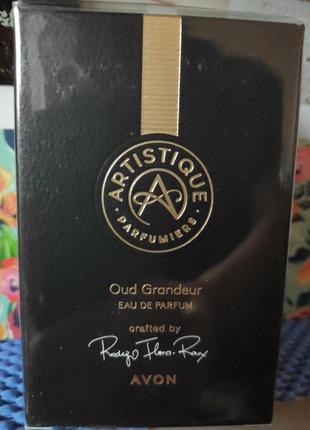 ARTISTIQUE
PARFUMIERS
Oud Grandeur
EAU DE PARFUM
crafted by
Rodrigo Flores-Roux
AVON